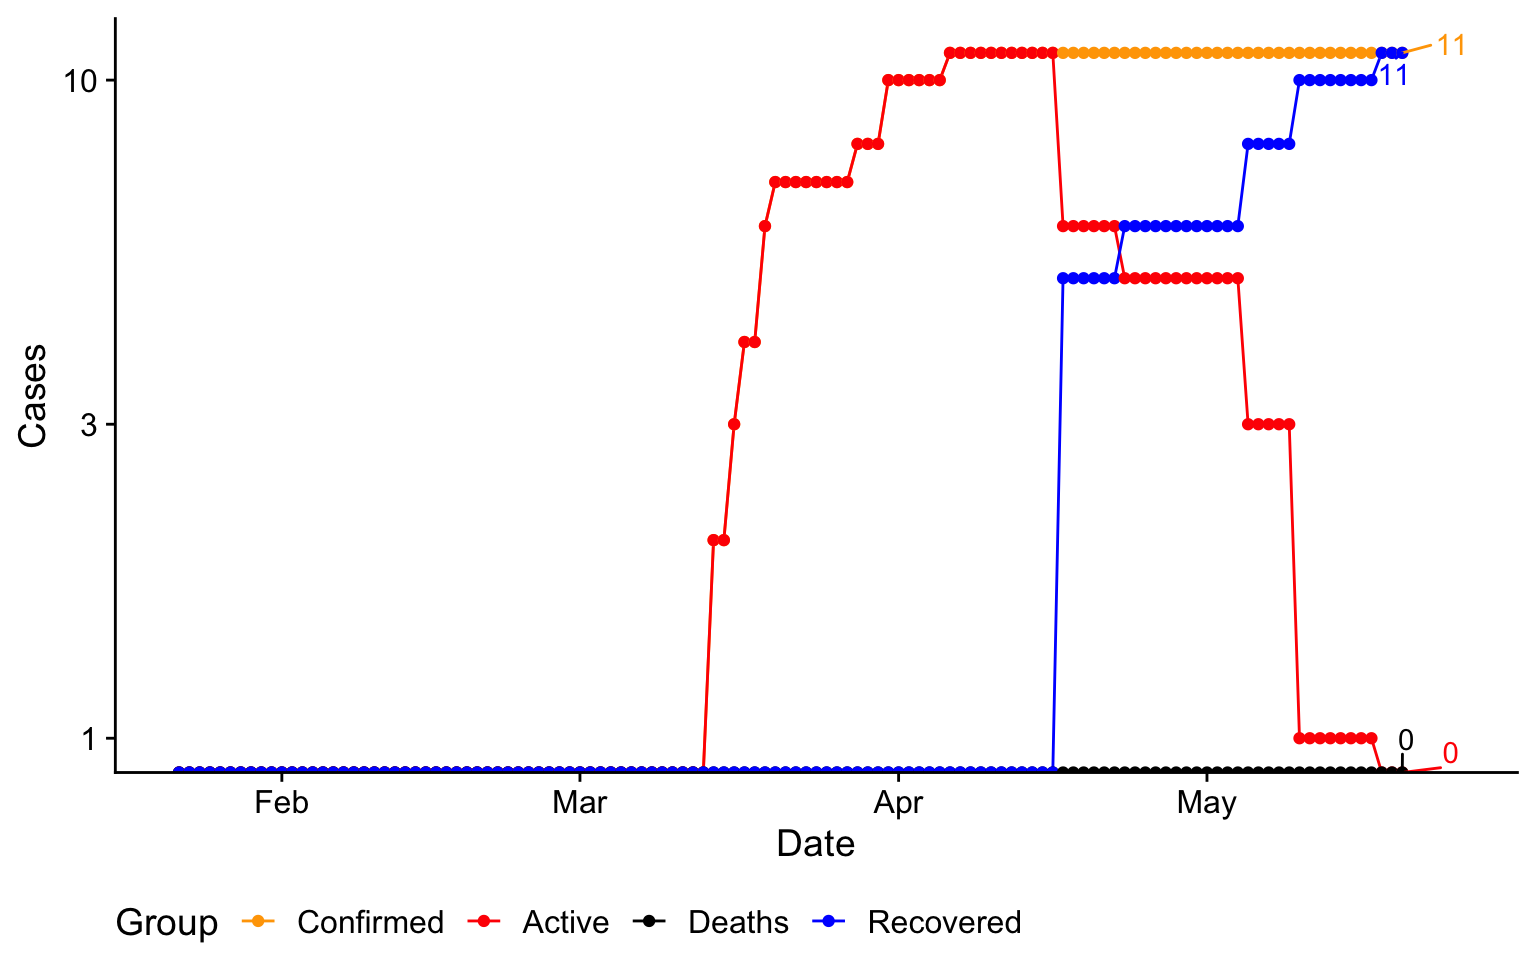 11
10
11
Cases
3
1
0
0
Feb Mar Apr May
Date
Group Confirmed Active Deaths Recovered